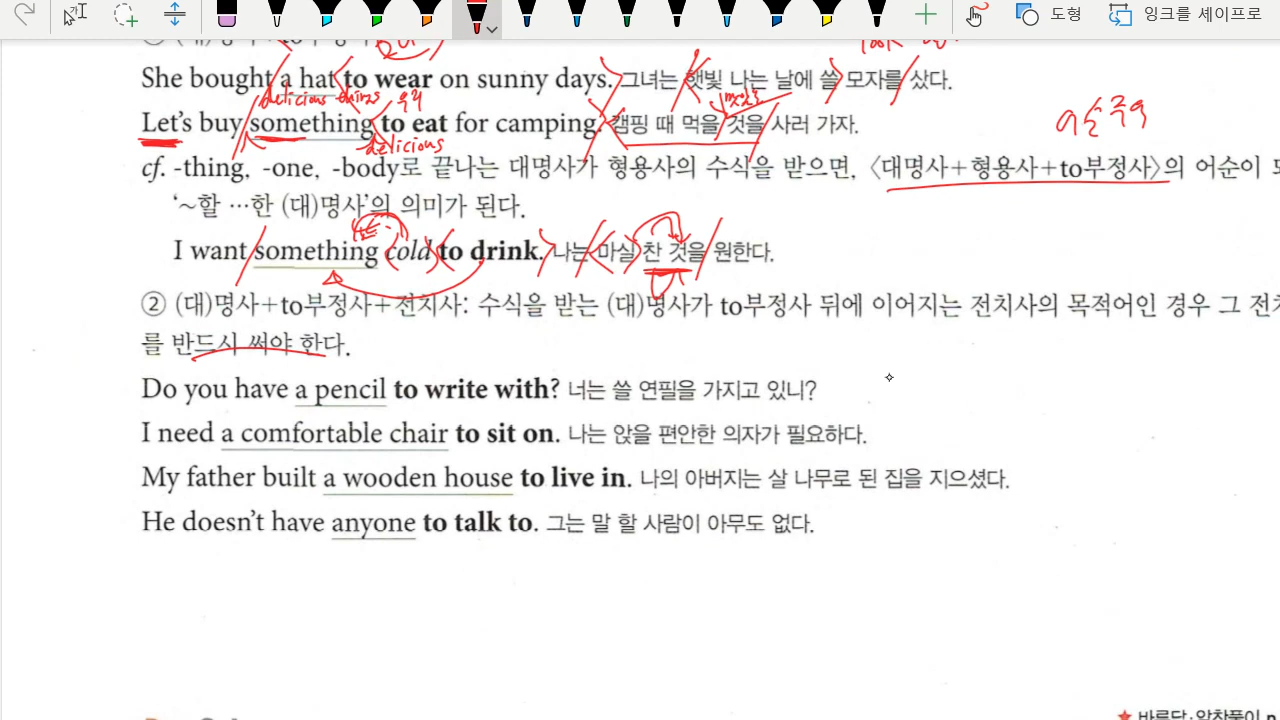 도형 잉크를 셰이프로
She bought a hat to wear on sunny days. 그녀는 햇빛 나는 날에 쓸 모자를 샀다.
delicious things
Let's buy something to eat for camping. 캠핑 때 먹을 것을 사러 가자.
delicious
cf. -thing, -one, -body로 끝나는 대명사가 형용사의 수식을 받으면, 〈대명사+형용사+to부정사〉의 어순이
'~할 …한 (대)명사'의 의미가 된다.
I want something cold to drink. 나는 마실 찬 것을 원한다.
② (대)명사+to부정사+전치사: 수식을 받는 (대)명사가 to부정사 뒤에 이어지는 전치사의 목적어인 경우 그 전치
를 반드시 써야 한다.
Do you have a pencil to write with? 너는 쓸 연필을 가지고 있니?
I need a comfortable chair to sit on. 나는 앉을 편안한 의자가 필요하다.
My father built a wooden house to live in. 나의 아버지는 살 나무로 된 집을 지으셨다.
He doesn't have anyone to talk to. 그는 말 할 사람이 아무도 없다.